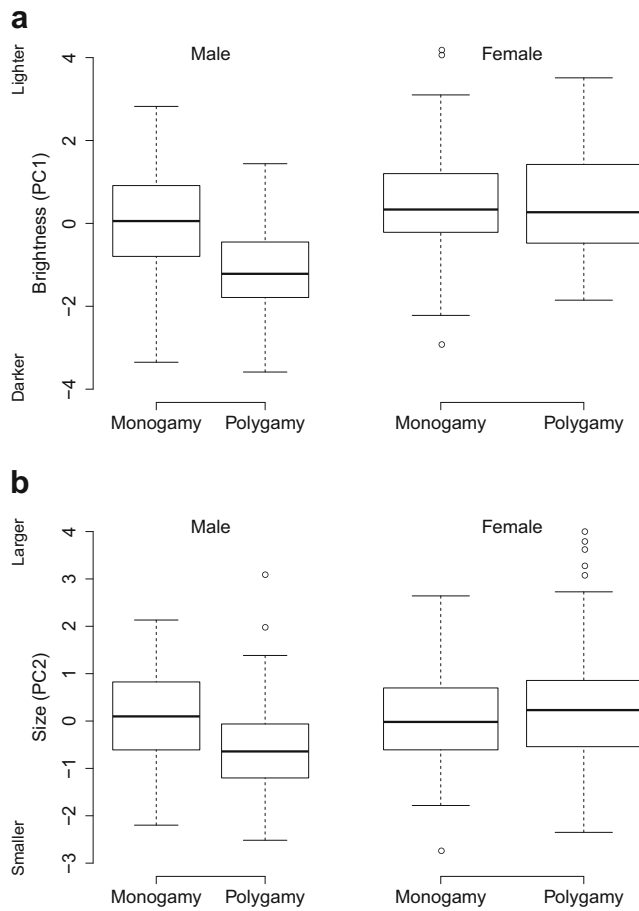 a
Male Female
Lighter
Brightness (PC1)
Darker
4
2
0
−2
−4
Monogamy Polygamy Monogamy Polygamy
b
Male Female
Larger
Size (PC2)
Smaller
4
3
2
1
0
−1
−2
−3
Monogamy Polygamy Monogamy Polygamy